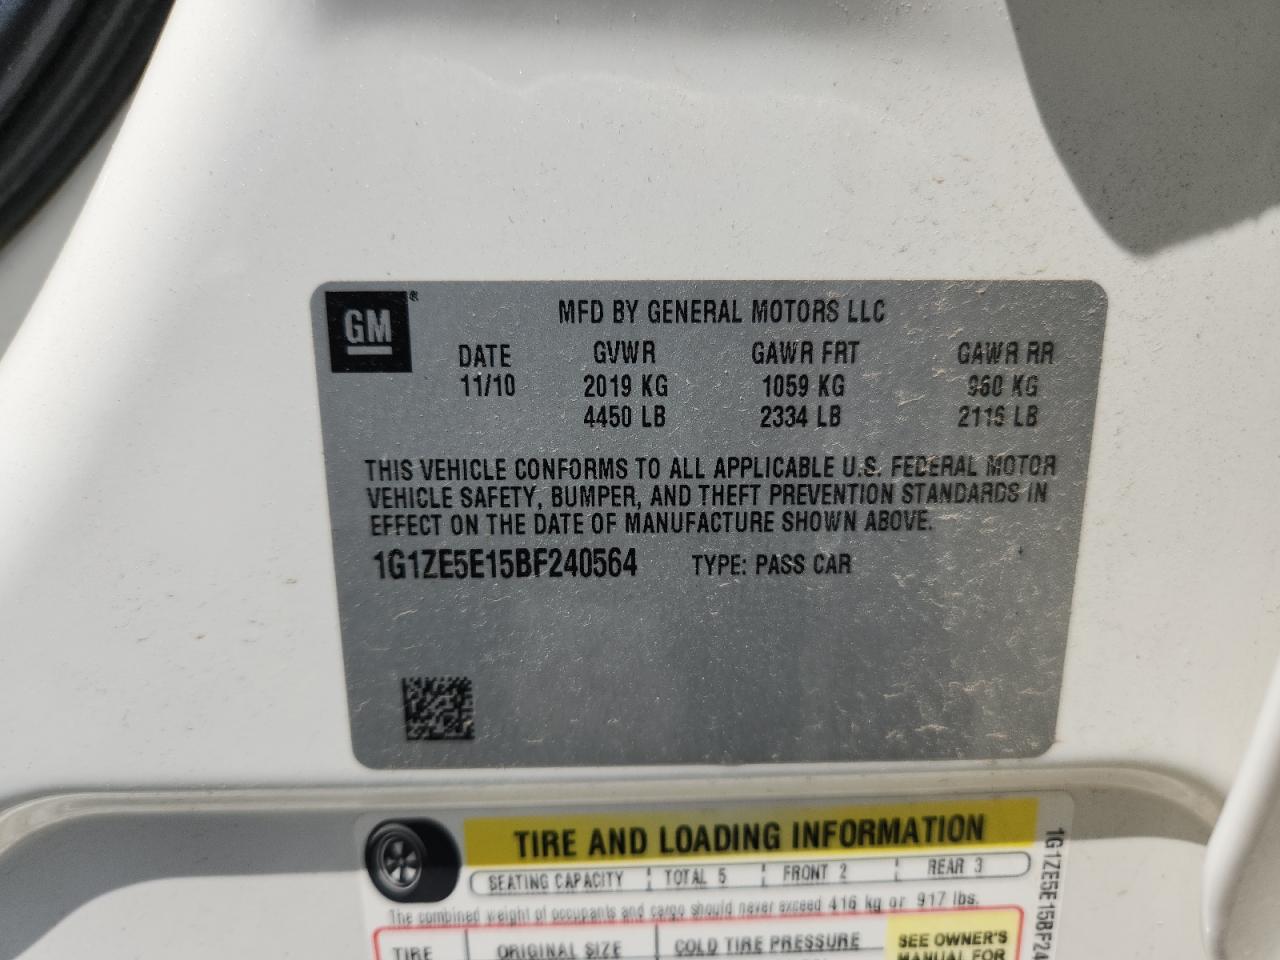 GM®
MFD BY GENERAL MOTORS LLC
DATE GVWR GAWR FRT GAWR RR
11/10 2019 KG 1059 KG 960 KG
4450 LB 2334 LB 2116 LB
THIS VEHICLE CONFORMS TO ALL APPLICABLE U.S. FEDERAL MOTOR
VEHICLE SAFETY, BUMPER, AND THEFT PREVENTION STANDARDS IN
EFFECT ON THE DATE OF MANUFACTURE SHOWN ABOVE.
1G1ZE5E15BF240564 TYPE: PASS CAR
TIRE AND LOADING INFORMATION
SEATING CAPACITY TOTAL 5 FRONT 2 REAR 3
The combined weight of occupants and cargo should never exceed 416 kg or 917 lbs.
TIRE ORIGINAL SIZE COLD TIRE PRESSURE
SEE OWNER'S
MANUAL FOR
1G1ZE5E15BF24